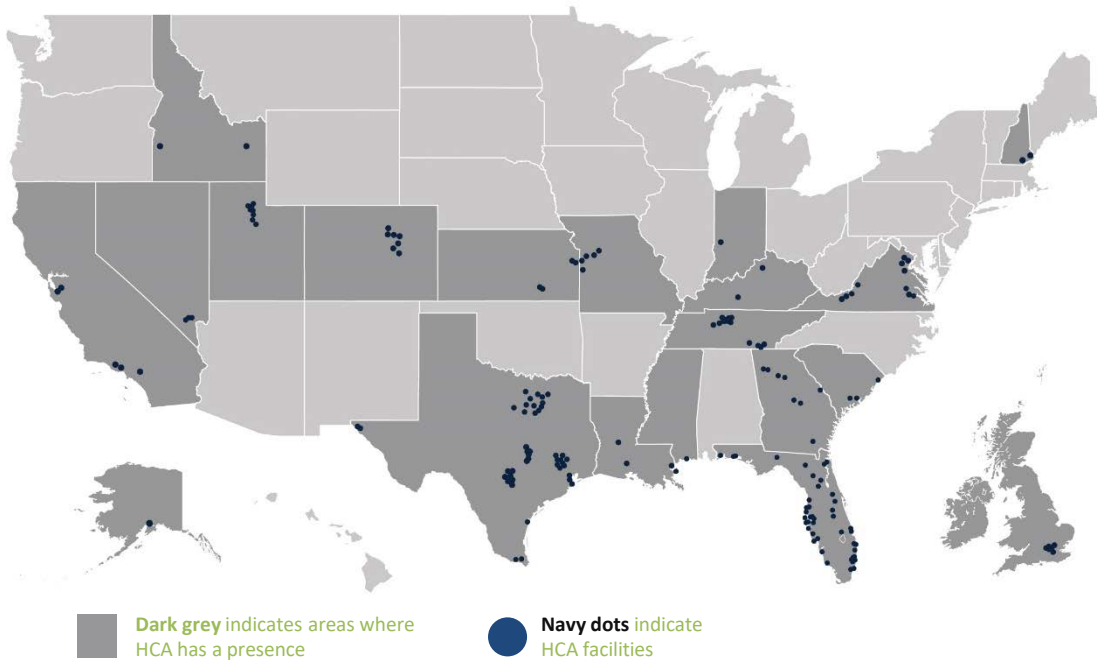 Dark grey indicates areas where
HCA has a presence
Navy dots indicate
HCA facilities